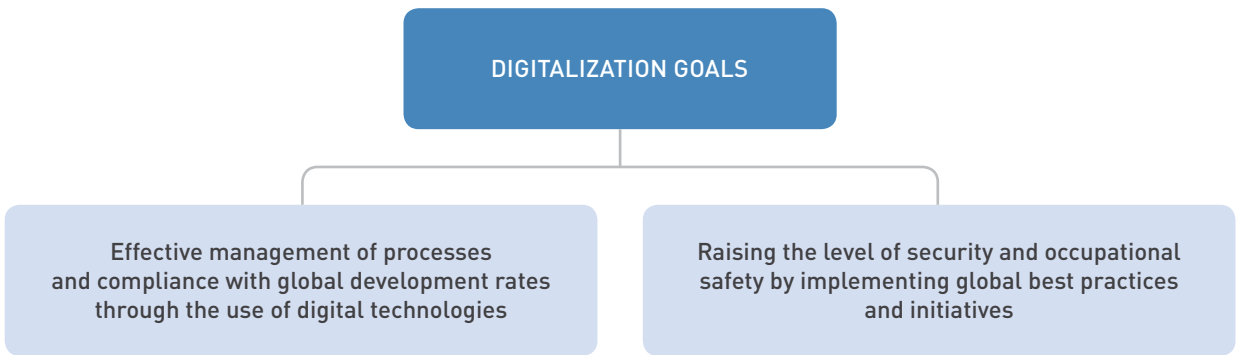 DIGITALIZATION GOALS
Effective management of processes
and compliance with global development rates
through the use of digital technologies
Raising the level of security and occupational
safety by implementing global best practices
and initiatives